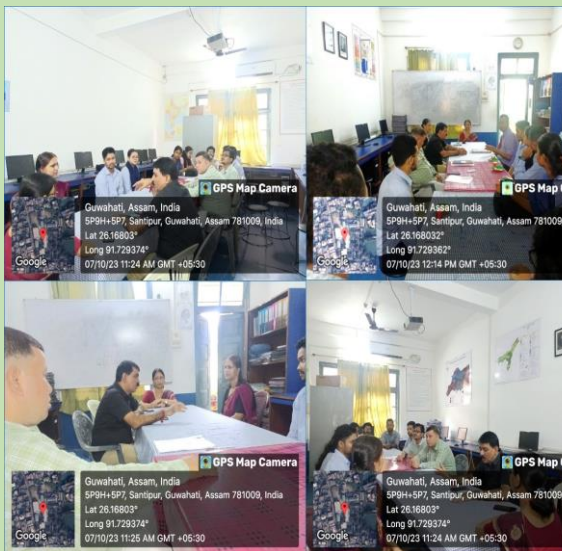 GPS Map Camera
Guwahati, Assam, India
5P9H+5P7, Santipur, Guwahati, Assam 781009, India
Lat 26.16803°
Long 91.729374°
07/10/23 11:24 AM GMT +05:30
Google
GPS Map C
Guwahati, Assam, India
5P9H+5P7, Santipur, Guwahati, Assam 781009
Lat 26.168032°
Long 91.729362°
07/10/23 12:14 PM GMT +05:30
Google
GPS Map Camera
Guwahati, Assam, India
5P9H+5P7, Santipur, Guwahati, Assam 781009, India
Lat 26.16803°
Long 91.729374°
07/10/23 11:25 AM GMT +05:30
Google
GPS Map C
Guwahati, Assam, India
5P9H+5P7, Santipur, Guwahati, Assam 781009
Lat 26.16803°
Long 91.729374°
07/10/23 11:24 AM GMT +05:30
Google